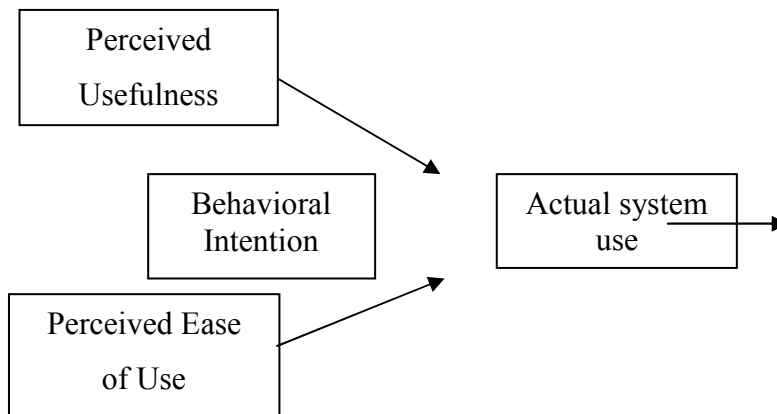 Perceived
Usefulness
Behavioral
Intention
Actual system
use
Perceived Ease
of Use